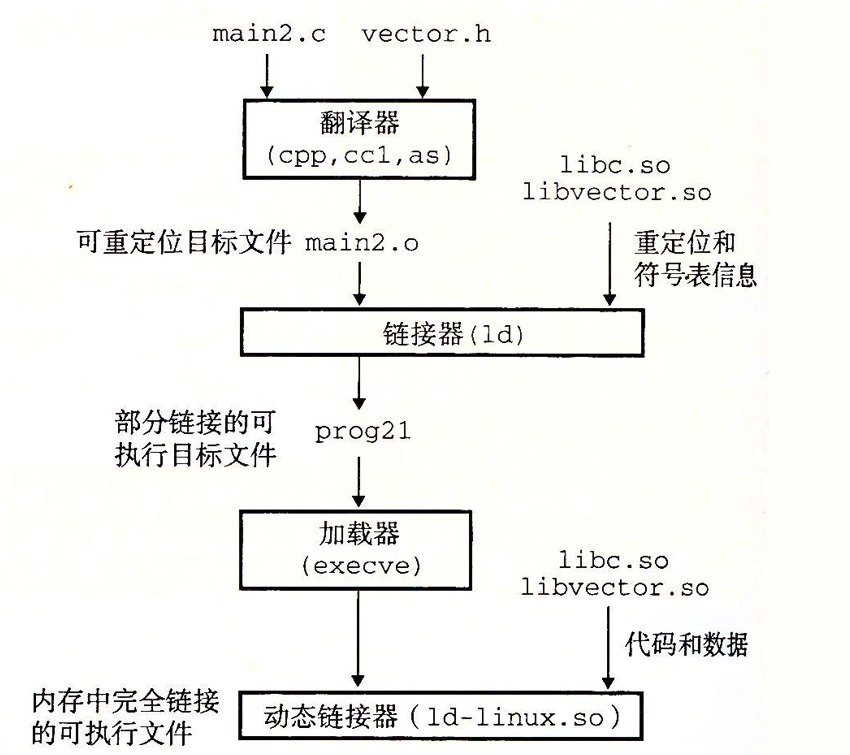 main2.c vector.h
翻译器
(cpp,cc1,as)
libc.so
libvector.so
可重定位目标文件 main2.o
重定位和
符号表信息
链接器(ld)
部分链接的可
执行目标文件
prog21
加载器
(execve)
libc.so
libvector.so
代码和数据
内存中完全链接
的可执行文件
动态链接器(ld-linux.so)